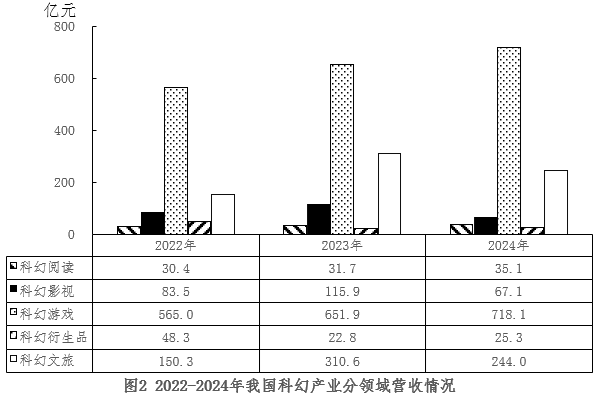 亿元
800
600
400
200
0
2022年 2023年 2024年
科幻阅读 30.4 31.7 35.1
科幻影视 83.5 115.9 67.1
科幻游戏 565.0 651.9 718.1
科幻衍生品 48.3 22.8 25.3
科幻文旅 150.3 310.6 244.0
图2 2022-2024年我国科幻产业分领域营收情况